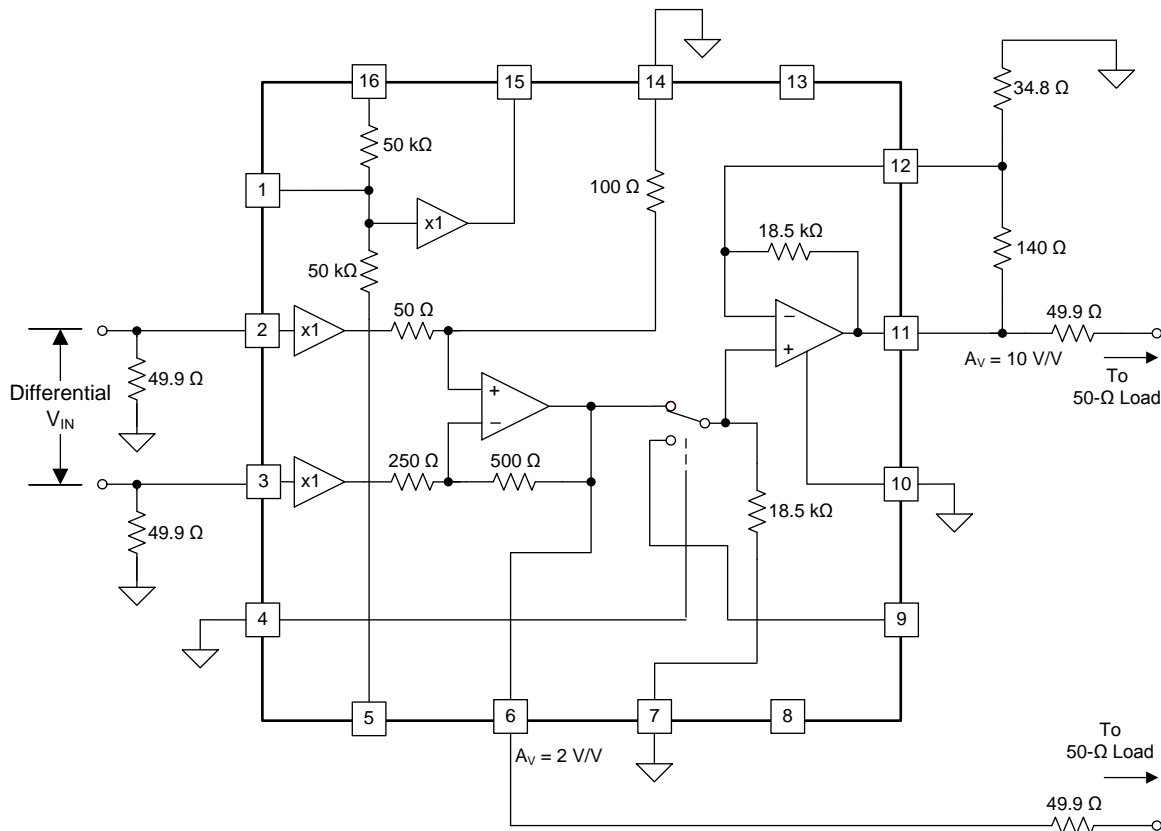 16
15
14
13
34.8 Ω
50 kΩ
12
1
100 Ω
x1
18.5 kΩ
140 Ω
50 kΩ
2
x1
50 Ω
−
+
11
49.9 Ω
A_V = 10 V/V
To
50-Ω Load
49.9 Ω
Differential
V_IN
+
−
3
x1
250 Ω
500 Ω
10
49.9 Ω
18.5 kΩ
4
9
5
6
7
8
A_V = 2 V/V
To
50-Ω Load
49.9 Ω